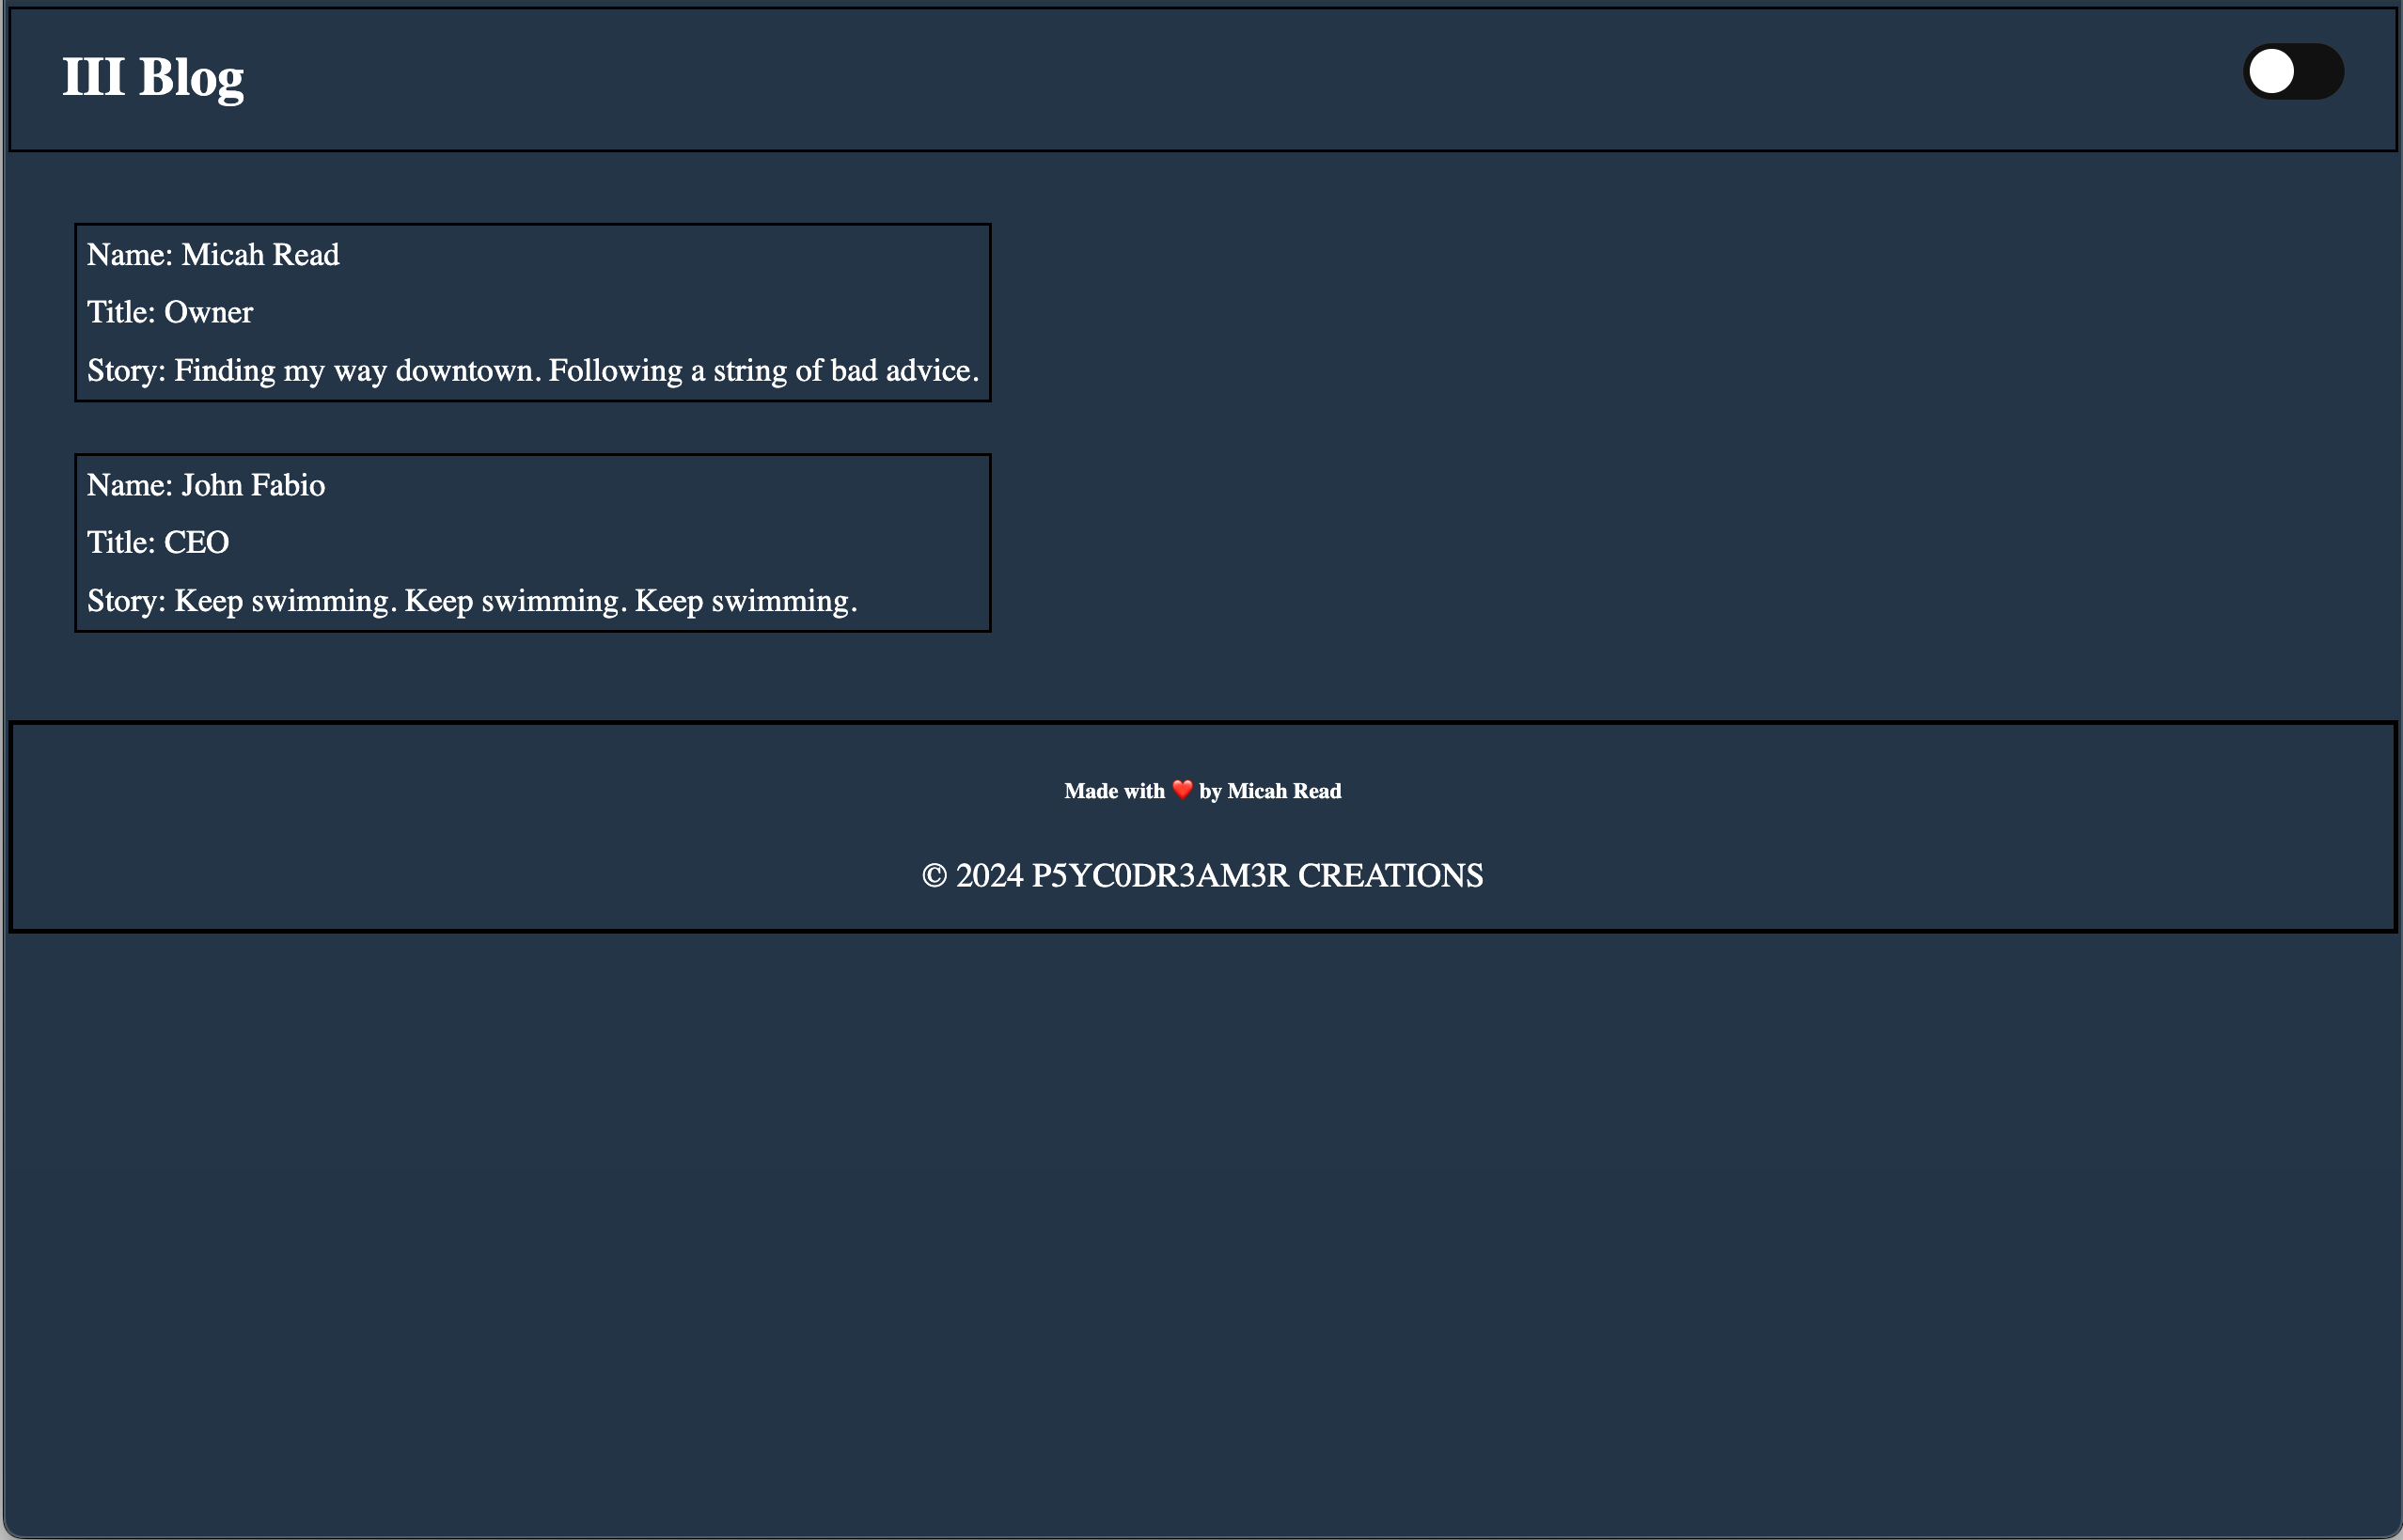 III Blog
Name: Micah Read
Title: Owner
Story: Finding my way downtown. Following a string of bad advice.
Name: John Fabio
Title: CEO
Story: Keep swimming. Keep swimming. Keep swimming.
Made with ❤️ by Micah Read
© 2024 P5YC0DR3AM3R CREATIONS